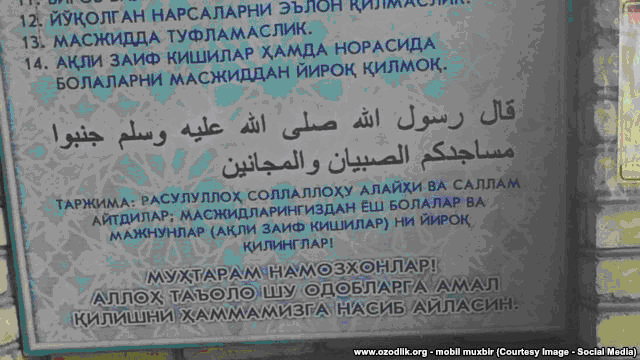 12. ЙЎҚОЛГАН НАРСАЛАРНИ ЭЪЛОН ҚИЛМАСЛИК.
13. МАСЖИДДА ТУФЛАМАСЛИК.
14. АҚЛИ ЗАИФ КИШИЛАР ҲАМДА НОРАСИДА
БОЛАЛАРНИ МАСЖИДДАН ЙИРОҚ ҚИЛМОҚ.
قال رسول الله صلى الله عليه وسلم جنبوا
مساجدكم الصبيان والمجانين
ТАРЖИМА: РАСУЛУЛЛОҲ СОЛЛАЛЛОҲУ АЛАЙҲИ ВА САЛЛАМ
АЙТДИЛАР; МАСЖИДЛАРИНГИЗДАН ЁШ БОЛАЛАР ВА
МАЖНУНЛАР (АҚЛИ ЗАИФ КИШИЛАР) НИ ЙИРОҚ
ҚИЛИНГЛАР!
МУҲТАРАМ НАМОЗХОНЛАР!
АЛЛОҲ ТАЪОЛО ШУ ОДОБЛАРГА АМАЛ
ҚИЛИШНИ ҲАММАМИЗГА НАСИБ АЙЛАСИН.
www.ozodlik.org - mobil muxbir (Courtesy Image - Social Media)